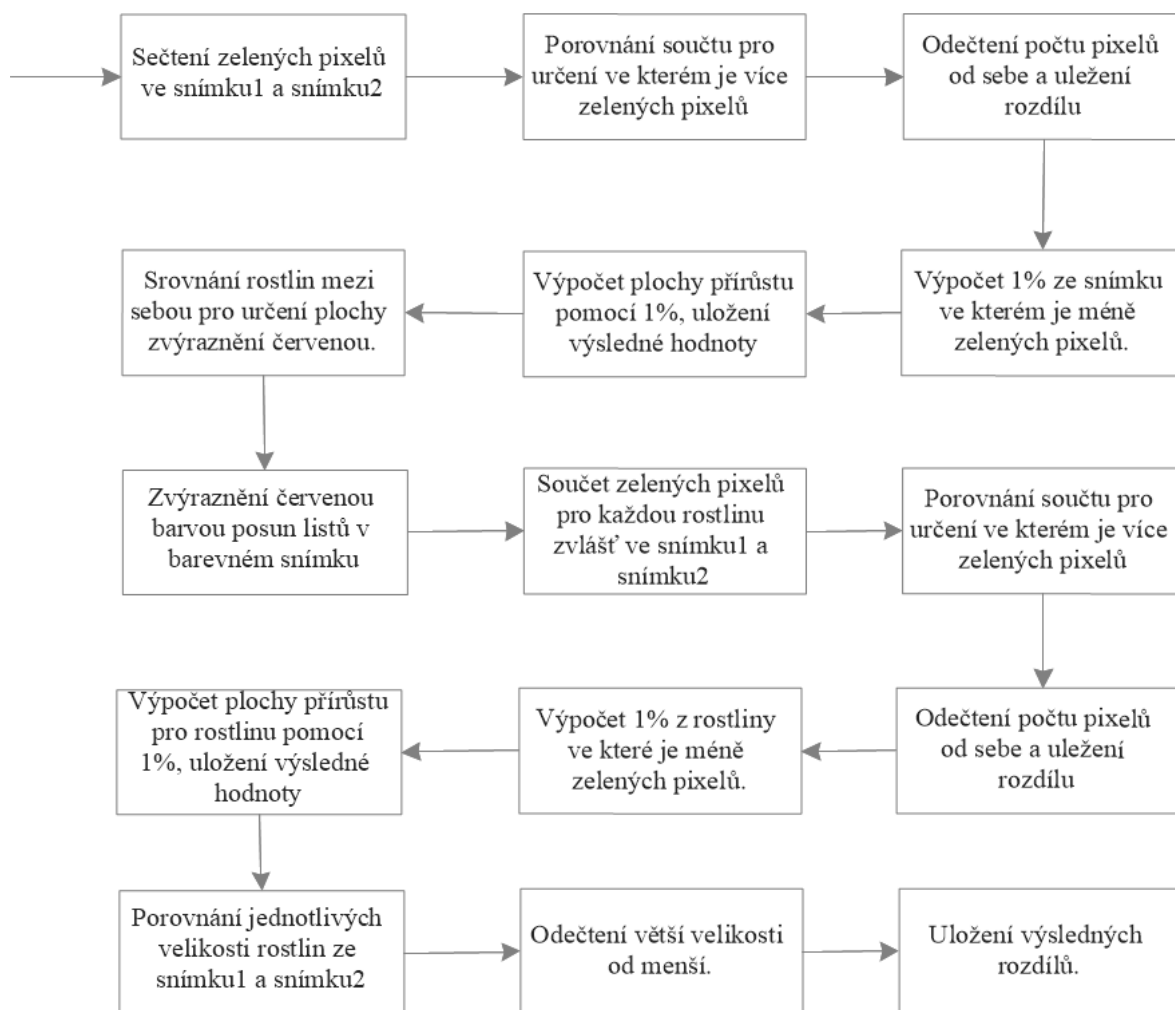 Sečtení zelených pixelů
ve snímku1 a snímku2
Porovnání součtu pro
určení ve kterém je více
zelených pixelů
Odečtení počtu pixelů
od sebe a uležení
rozdílu
Výpočet 1% ze snímku
ve kterém je méně
zelených pixelů.
Výpočet plochy přírůstu
pomocí 1%, uložení
výsledné hodnoty
Srovnání rostlin mezi
sebou pro určení plochy
zvýraznění červenou.
Zvýraznění červenou
barvou posun listů v
barevném snímku
Součet zelených pixelů
pro každou rostlinu
zvlášť ve snímku1 a
snímku2
Porovnání součtu pro
určení ve kterém je více
zelených pixelů
Odečtení počtu pixelů
od sebe a uležení
rozdílu
Výpočet 1% z rostliny
ve které je méně
zelených pixelů.
Výpočet plochy přírůstu
pro rostlinu pomocí
1%, uložení výsledné
hodnoty
Porovnání jednotlivých
velikosti rostlin ze
snímku1 a snímku2
Odečtení větší velikosti
od menší.
Uložení výsledných
rozdílů.